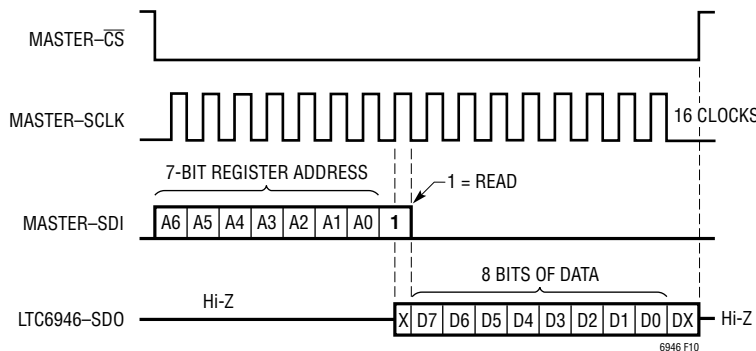 MASTER–C̅S̅
MASTER–SCLK
16 CLOCKS
7-BIT REGISTER ADDRESS
1 = READ
MASTER–SDI
A6 A5 A4 A3 A2 A1 A0 1
8 BITS OF DATA
Hi-Z
LTC6946–SDO
X D7 D6 D5 D4 D3 D2 D1 D0 DX
Hi-Z
6946 F10